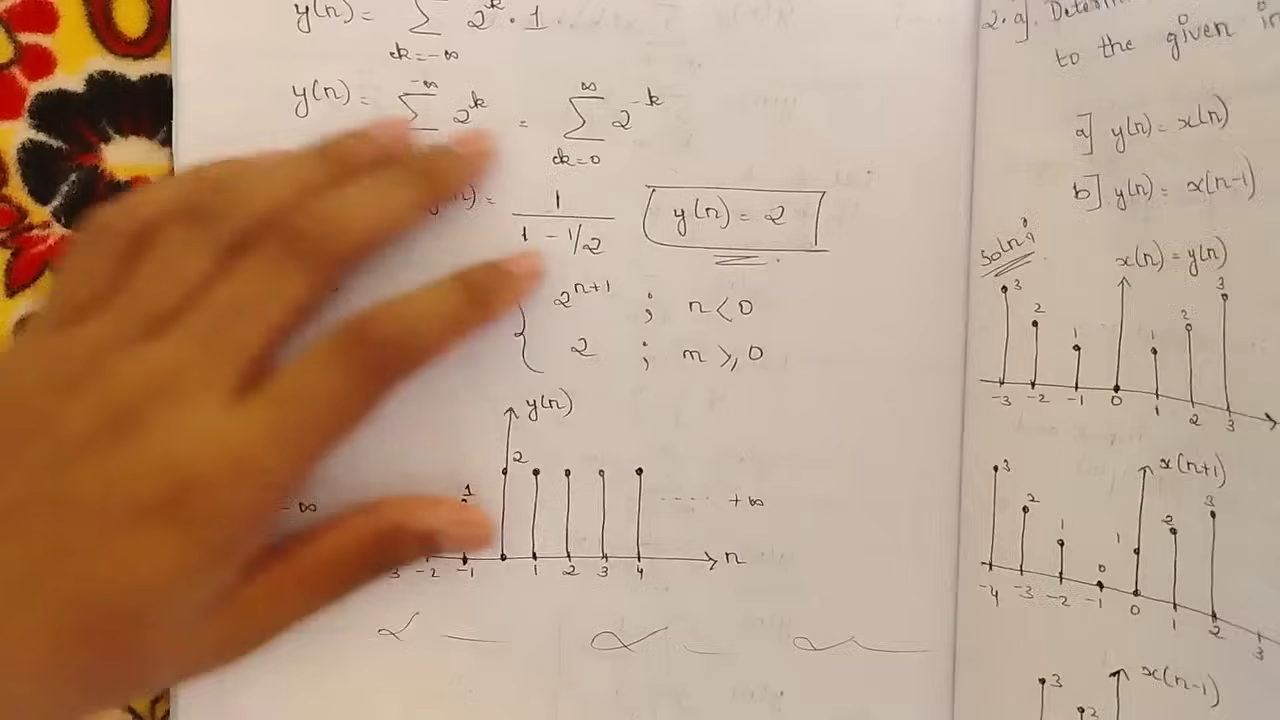 y(n) = ∑ 2^k · 1
k=-∞
y(n) = ∑ 2^k = ∑ 2^-k
-∞ ∞
k=0
= 1 / (1 - 1/2) y(n) = 2
{ 2^n+1 ; n < 0
2 ; n ≥ 0
y(n)
2
1
-∞ ..... +∞
3 -2 -1 1 2 3 4 n
2.a].
to the given
a] y(n) = x(n)
b] y(n) = x(n-1)
Soln:
x(n) = y(n)
3 2 1 1 2 3
-3 -2 -1 0 1 2 3
x(n+1)
3 2 1 0 1 2 3
-4 -3 -2 -1 0 1 2 3
x(n-1)
3 2